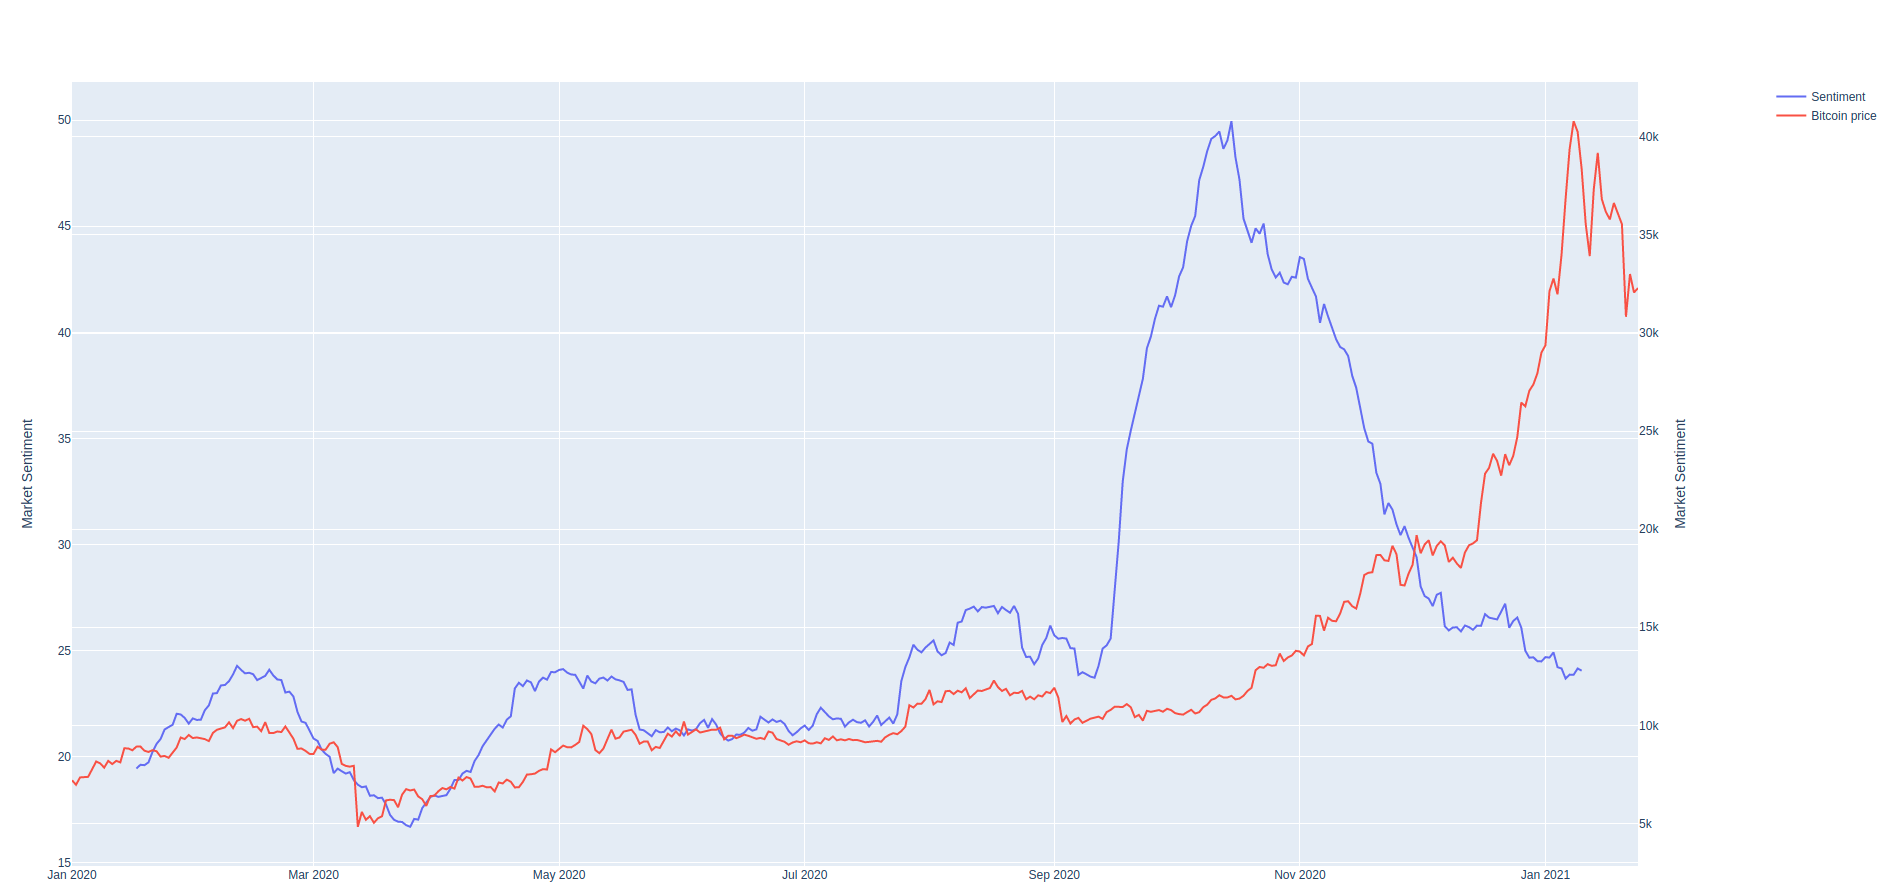 Sentiment
Bitcoin price
50
45
40
35
30
25
20
15
Market Sentiment
40k
35k
30k
25k
20k
15k
10k
5k
Market Sentiment
Jan 2020
Mar 2020
May 2020
Jul 2020
Sep 2020
Nov 2020
Jan 2021